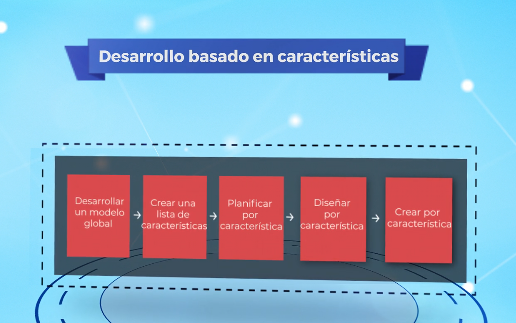 Desarrollo basado en características
Desarrollar
un modelo
global
Crear una
lista de
características
Planificar
por
característica
Diseñar
por
característica
Crear por
característica